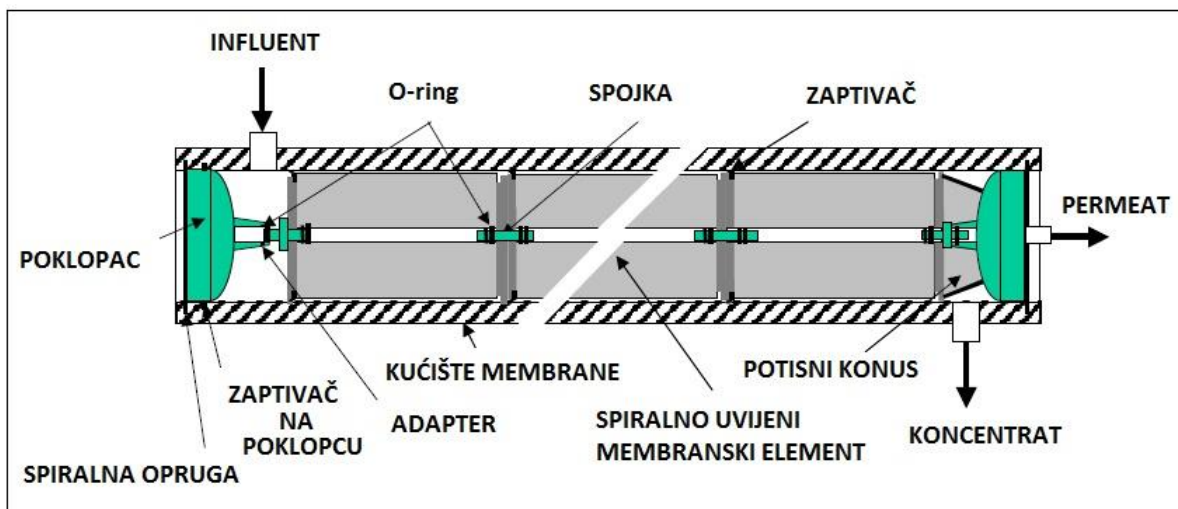 INFLUENT
O-ring
SPOJKA
ZAPTIVAČ
PERMEAT
POKLOPAC
KUĆIŠTE MEMBRANE
POTISNI KONUS
ZAPTIVAČ
NA
POKLOPCU
ADAPTER
SPIRALNO UVIJENI
MEMBRANSKI ELEMENT
KONCENTRAT
SPIRALNA OPRUGA